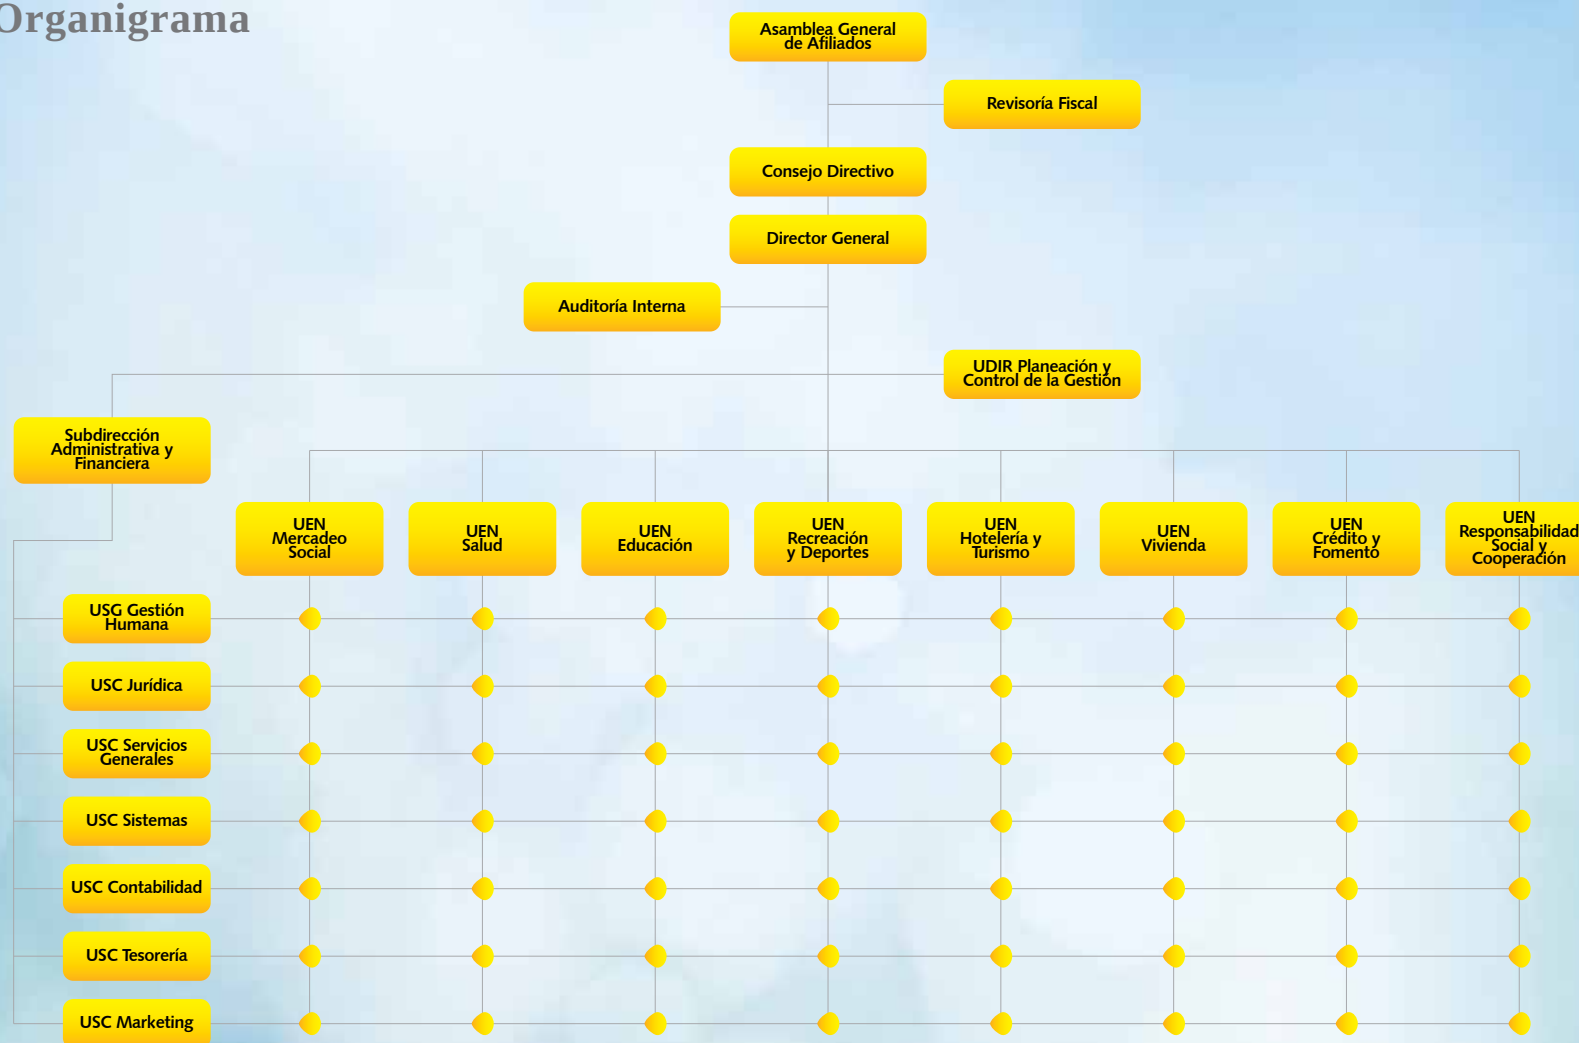 Organigrama
Asamblea General
de Afiliados
Revisoría Fiscal
Consejo Directivo
Director General
Auditoría Interna
UDIR Planeación y
Control de la Gestión
Subdirección
Administrativa y
Financiera
UEN
Mercadeo
Social
UEN
Salud
UEN
Educación
UEN
Recreación
y Deportes
UEN
Hotelería y
Turismo
UEN
Vivienda
UEN
Crédito y
Fomento
UEN
Responsabilidad
Social y
Cooperación
USG Gestión
Humana
USC Jurídica
USC Servicios
Generales
USC Sistemas
USC Contabilidad
USC Tesorería
USC Marketing